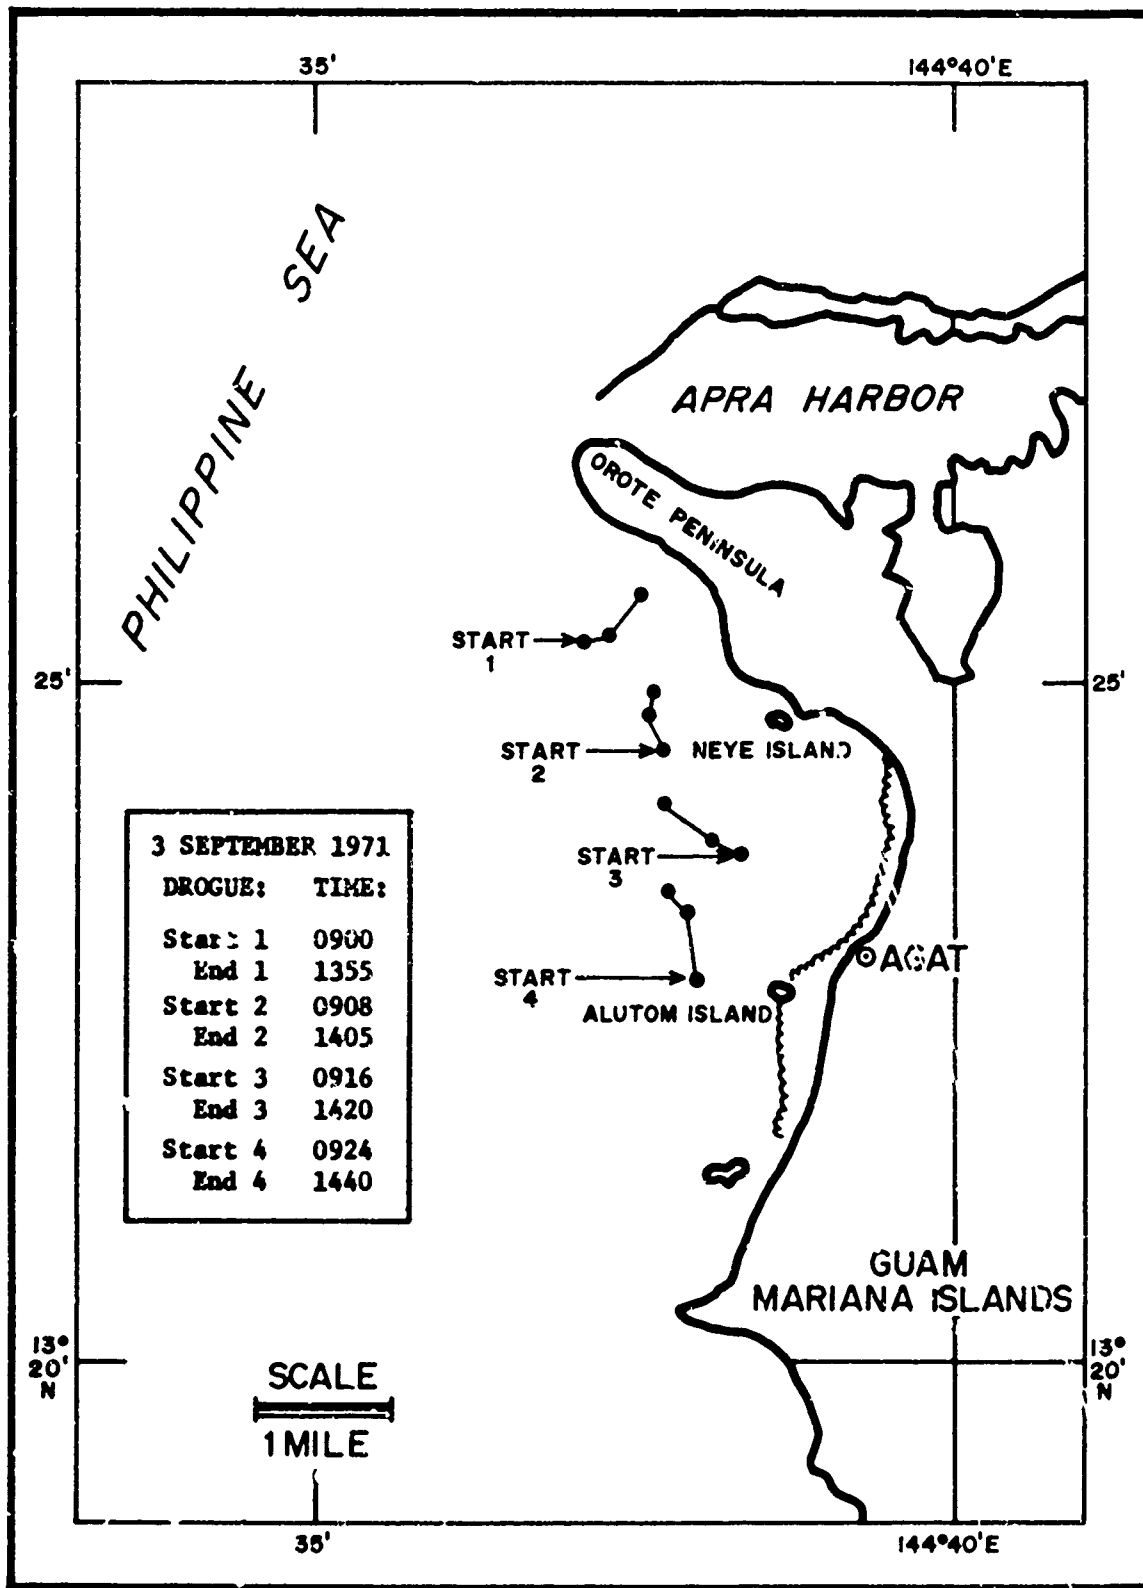 35'
144°40'E
PHILIPPINE SEA
APRA HARBOR
OROTE PENINSULA
START
1
25'
25'
START
2
NEYE ISLAND
START
3
START
4
AGAT
ALUTOM ISLAND
3 SEPTEMBER 1971
DROGUE: TIME:
Start 1 0900
End 1 1355
Start 2 0908
End 2 1405
Start 3 0916
End 3 1420
Start 4 0924
End 4 1440
GUAM
MARIANA ISLANDS
13°
20'
N
13°
20'
N
SCALE
1 MILE
35'
144°40'E